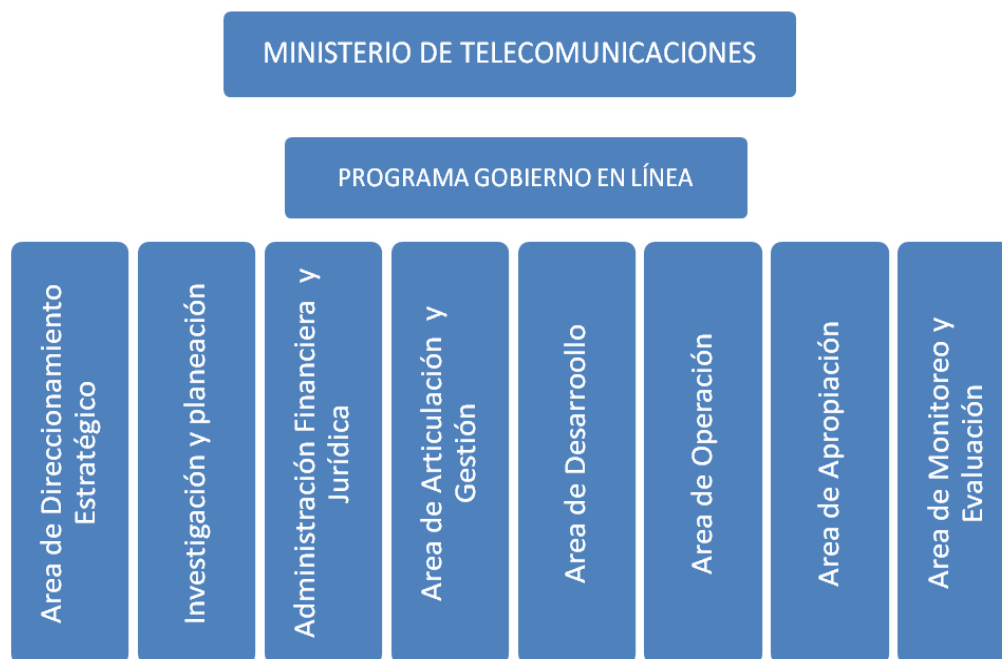 MINISTERIO DE TELECOMUNICACIONES
PROGRAMA GOBIERNO EN LÍNEA
Area de Direccionamiento
Estratégico
Investigación y planeación
Administración Financiera y
Jurídica
Area de Articulación y
Gestión
Area de Desarroollo
Area de Operación
Area de Apropiación
Area de Monitoreo y
Evaluación